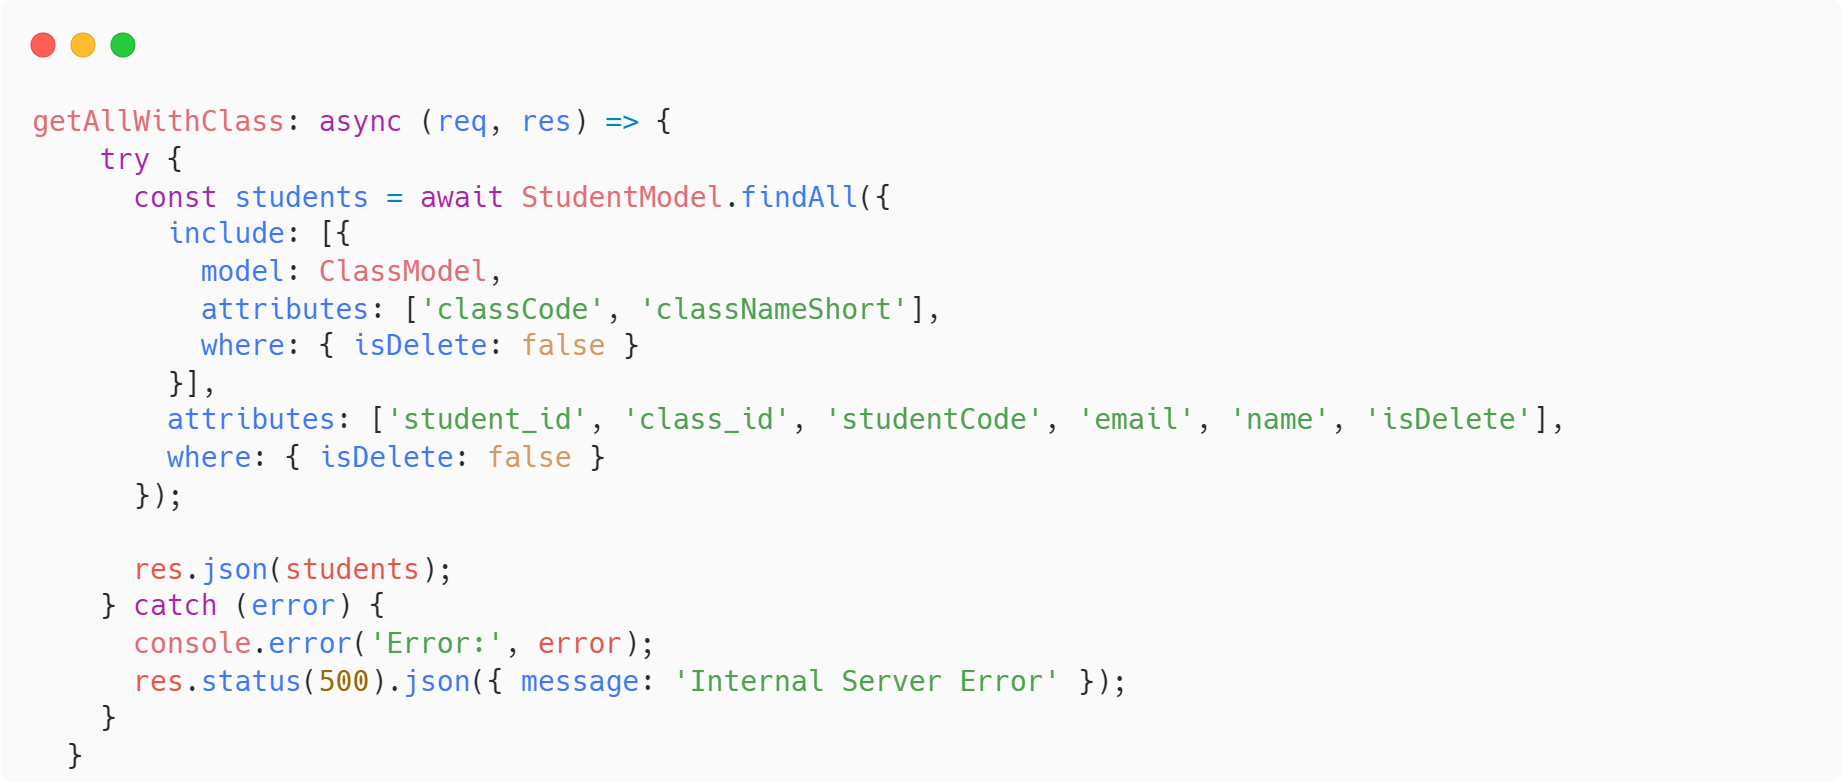 getAllWithClass: async (req, res) => {
    try {
      const students = await StudentModel.findAll({
        include: [{
          model: ClassModel,
          attributes: ['classCode', 'classNameShort'],
          where: { isDelete: false }
        }],
        attributes: ['student_id', 'class_id', 'studentCode', 'email', 'name', 'isDelete'],
        where: { isDelete: false }
      });

      res.json(students);
    } catch (error) {
      console.error('Error:', error);
      res.status(500).json({ message: 'Internal Server Error' });
    }
  }